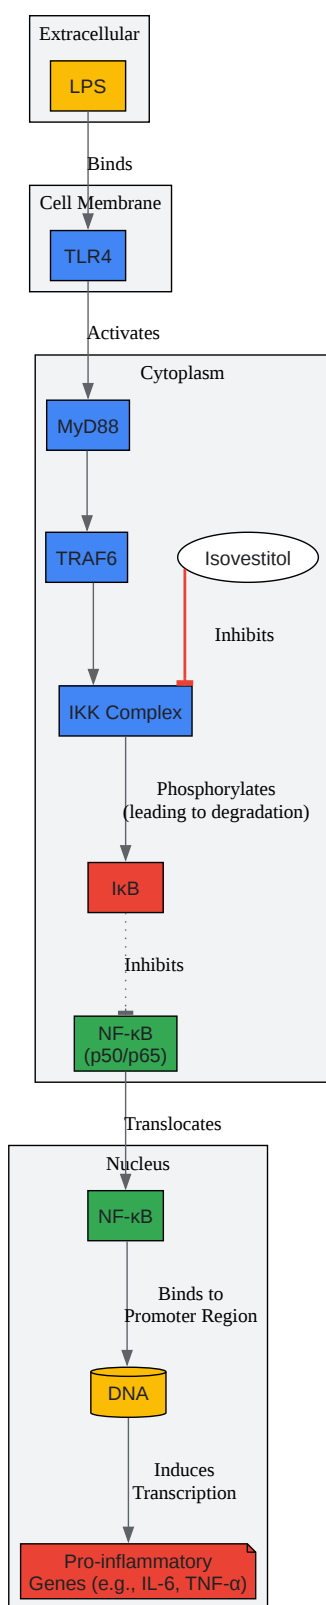 Extracellular
LPS
Binds
Cell Membrane
TLR4
Activates
Cytoplasm
MyD88
TRAF6
Isovestitol
Inhibits
IKK Complex
Phosphorylates
(leading to degradation)
IκB
Inhibits
NF-κB
(p50/p65)
Translocates
Nucleus
NF-κB
Binds to
Promoter Region
DNA
Induces
Transcription
Pro-inflammatory
Genes (e.g., IL-6, TNF-α)